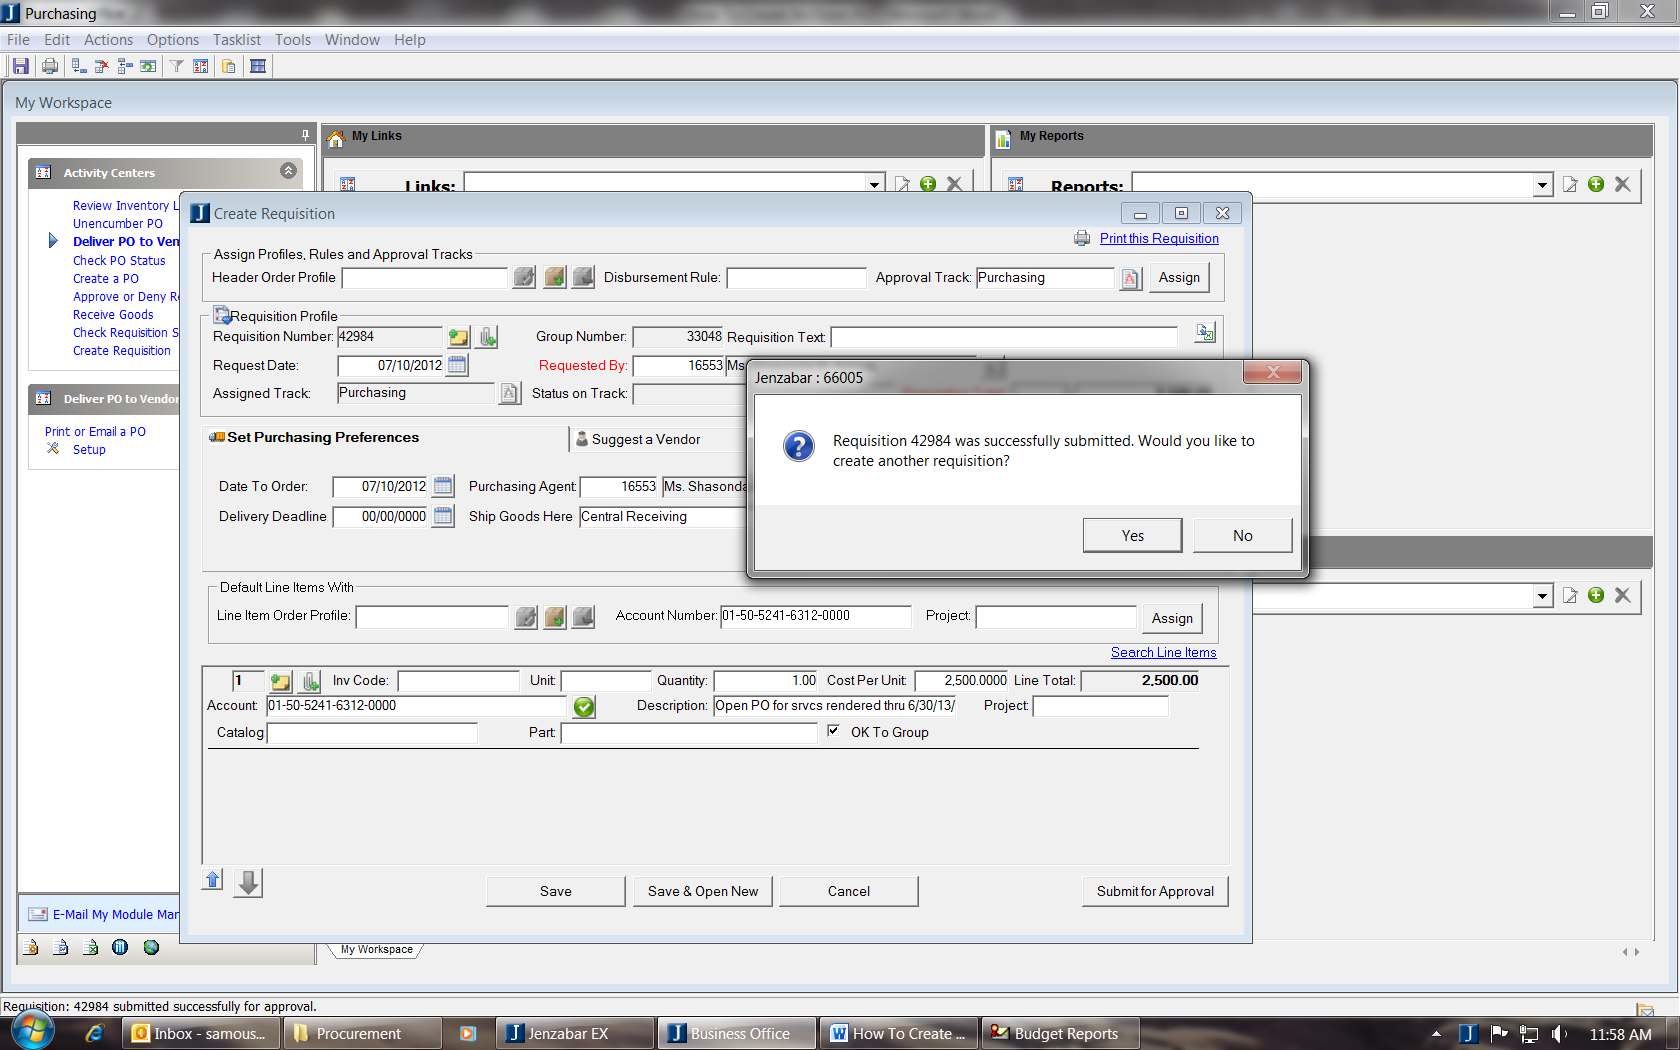 Purchasing
File Edit Actions Options Tasklist Tools Window Help
My Workspace
My Links
My Reports
Activity Centers
Links:
Reports:
Review Inventory L
Unencumber PO
Deliver PO to Ven
Check PO Status
Create a PO
Approve or Deny Re
Receive Goods
Check Requisition S
Create Requisition
Deliver PO to Vendor
Print or Email a PO
Setup
E-Mail My Module Man
Create Requisition
Print this Requisition
Assign Profiles, Rules and Approval Tracks
Header Order Profile Disbursement Rule: Approval Track: Purchasing Assign
Requisition Profile
Requisition Number: 42984 Group Number: 33048 Requisition Text:
Request Date: 07/10/2012 Requested By: 16553 Ms.
Assigned Track: Purchasing Status on Track:
Set Purchasing Preferences Suggest a Vendor
Date To Order: 07/10/2012 Purchasing Agent: 16553 Ms. Shasonda
Delivery Deadline 00/00/0000 Ship Goods Here Central Receiving
Jenzabar : 66005
Requisition 42984 was successfully submitted. Would you like to
create another requisition?
Yes No
Default Line Items With
Line Item Order Profile: Account Number: 01-50-5241-6312-0000 Project: Assign
Search Line Items
1 Inv Code: Unit: Quantity: 1.00 Cost Per Unit: 2,500.0000 Line Total: 2,500.00
Account: 01-50-5241-6312-0000 Description: Open PO for srvcs rendered thru 6/30/13/ Project:
Catalog Part: OK To Group
Save Save & Open New Cancel Submit for Approval
My Workspace
Requisition: 42984 submitted successfully for approval.
Inbox - samous... Procurement Jenzabar EX Business Office How To Create ... Budget Reports 11:58 AM